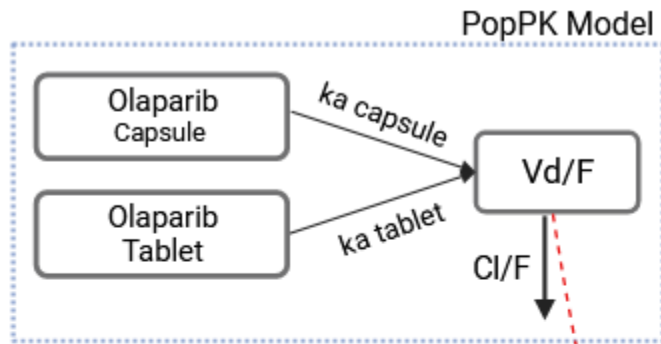 PopPK Model
Olaparib
Capsule
ka capsule
Vd/F
Olaparib
Tablet
ka tablet
Cl/F